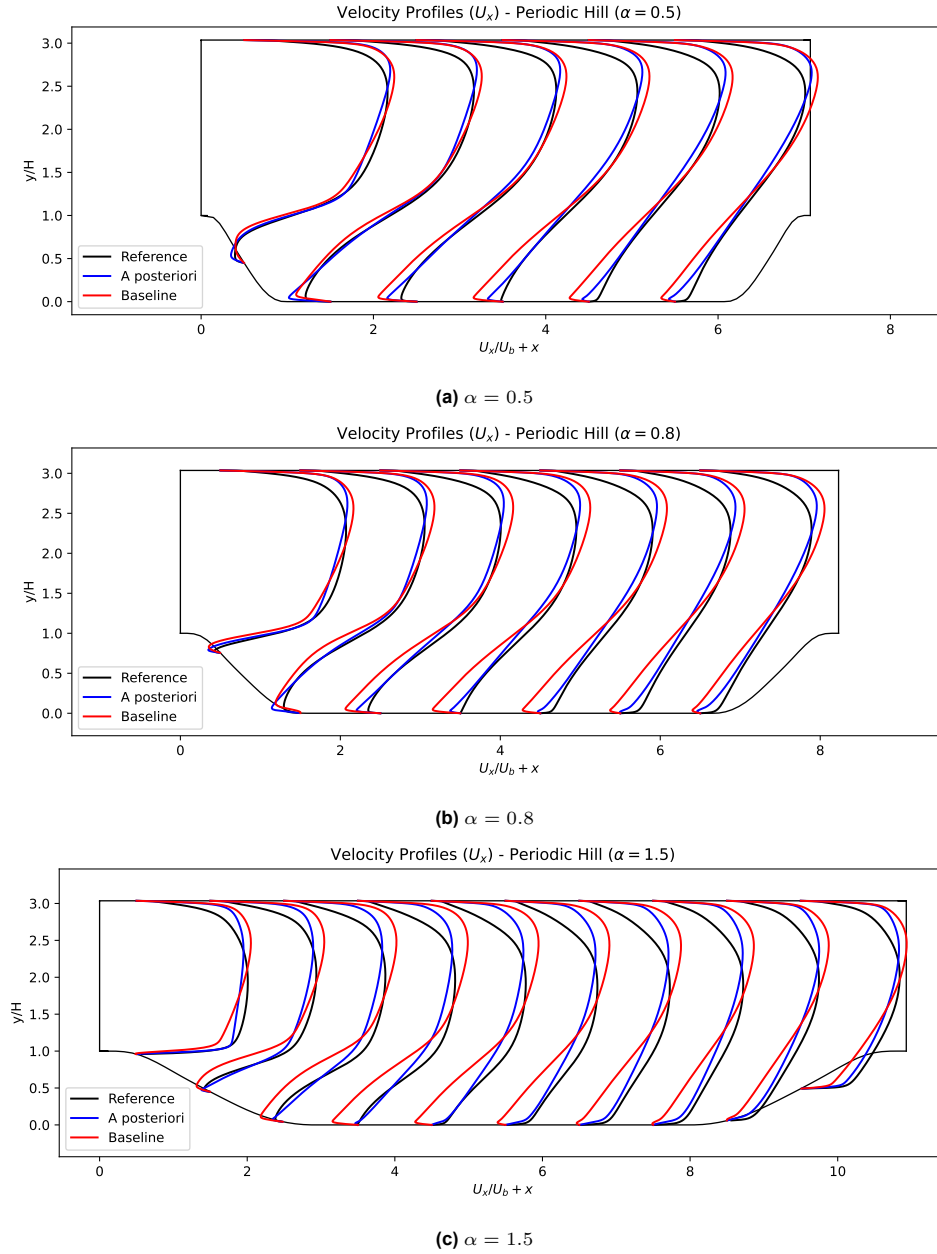 Velocity Profiles (Uₓ) - Periodic Hill (α = 0.5)
3.0
2.5
2.0
1.5
1.0
0.5
0.0
y/H
Reference
A posteriori
Baseline
0 2 4 6 8
Uₓ/U_b + x
(a) α = 0.5
Velocity Profiles (Uₓ) - Periodic Hill (α = 0.8)
3.0
2.5
2.0
1.5
1.0
0.5
0.0
y/H
Reference
A posteriori
Baseline
0 2 4 6 8
Uₓ/U_b + x
(b) α = 0.8
Velocity Profiles (Uₓ) - Periodic Hill (α = 1.5)
3.0
2.5
2.0
1.5
1.0
0.5
0.0
y/H
Reference
A posteriori
Baseline
0 2 4 6 8 10
Uₓ/U_b + x
(c) α = 1.5